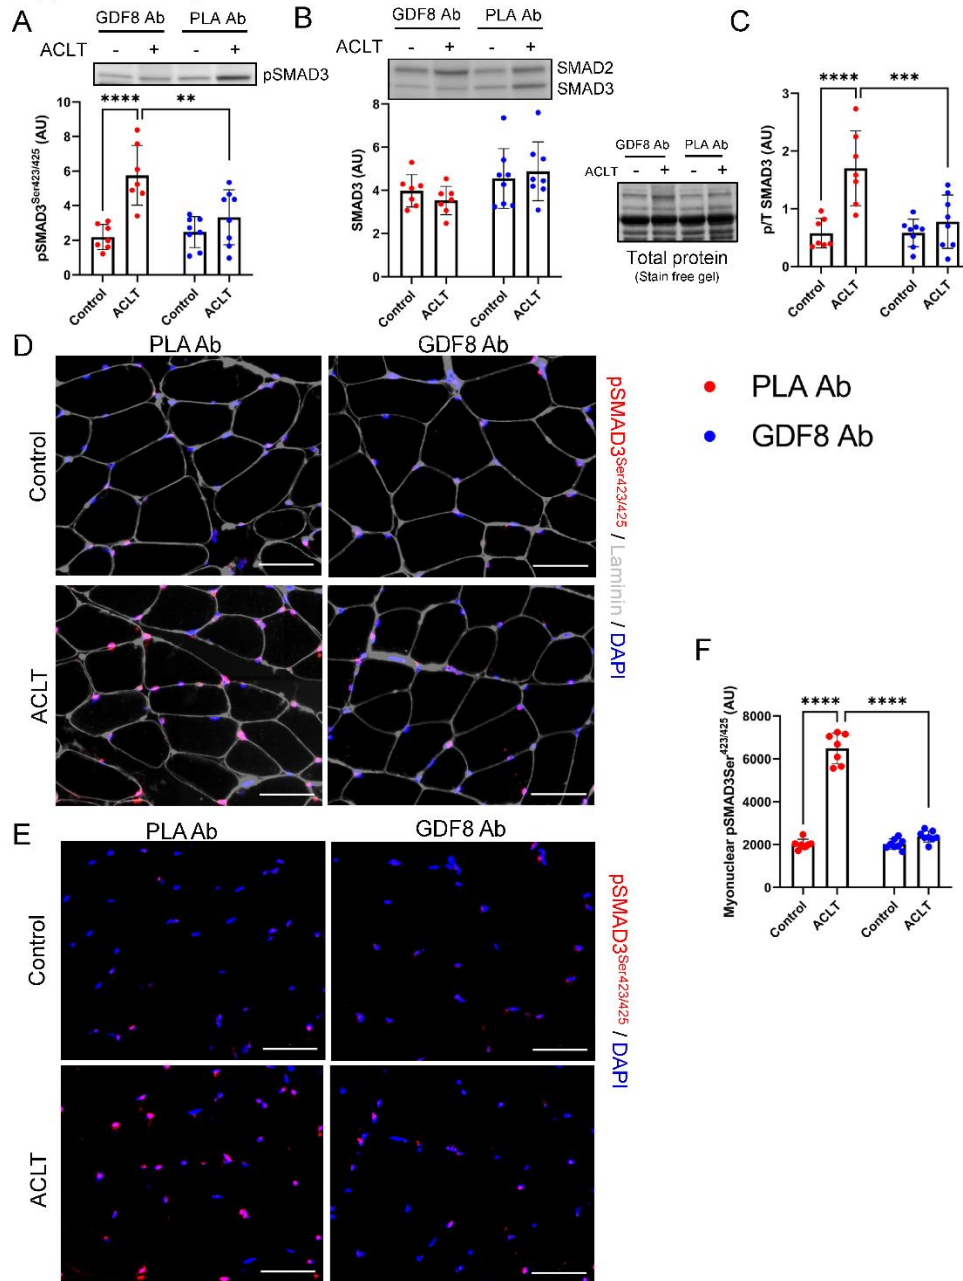 A
GDF8 Ab PLA Ab
ACLT - + - +
pSMAD3
**** **
pSMAD3Ser423/425 (AU)
10
8
6
4
2
0
Control ACLT Control ACLT
B
GDF8 Ab PLA Ab
ACLT - + - +
SMAD2
SMAD3
SMAD3 (AU)
8
6
4
2
0
Control ACLT Control ACLT
GDF8 Ab PLA Ab
ACLT - + - +
Total protein
(Stain free gel)
C
**** ***
p/T SMAD3 (AU)
3
2
1
0
Control ACLT Control ACLT
PLA Ab
GDF8 Ab
D
PLA Ab GDF8 Ab
Control
ACLT
pSMAD3Ser423/425 / Laminin / DAPI
E
PLA Ab GDF8 Ab
Control
ACLT
pSMAD3Ser423/425 / DAPI
F
**** ****
Myonuclear pSMAD3Ser423/425 (AU)
8000
6000
4000
2000
0
Control ACLT Control ACLT